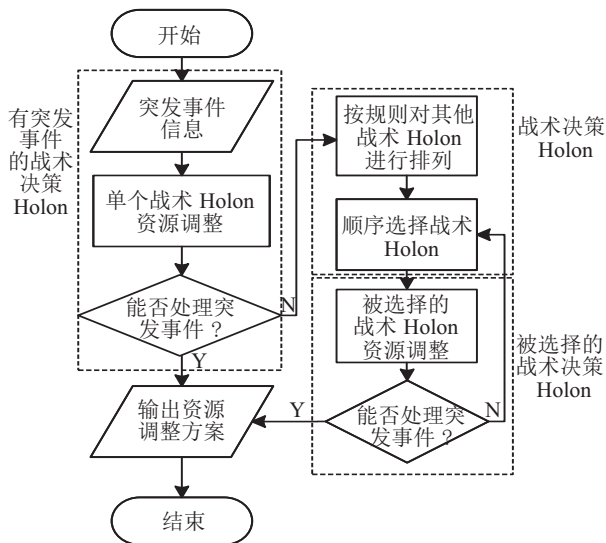 开始
有突发
事件
的战术
决策
Holon
突发事件
信息
单个战术 Holon
资源调整
能否处理突
发事件？
N
Y
输出资源
调整方案
结束
按规则对其他
战术 Holon
进行排列
战术决策
Holon
顺序选择战术
Holon
被选择的
战术 Holon
资源调整
被选择的
战术决策
Holon
能否处理突
发事件？
Y
N